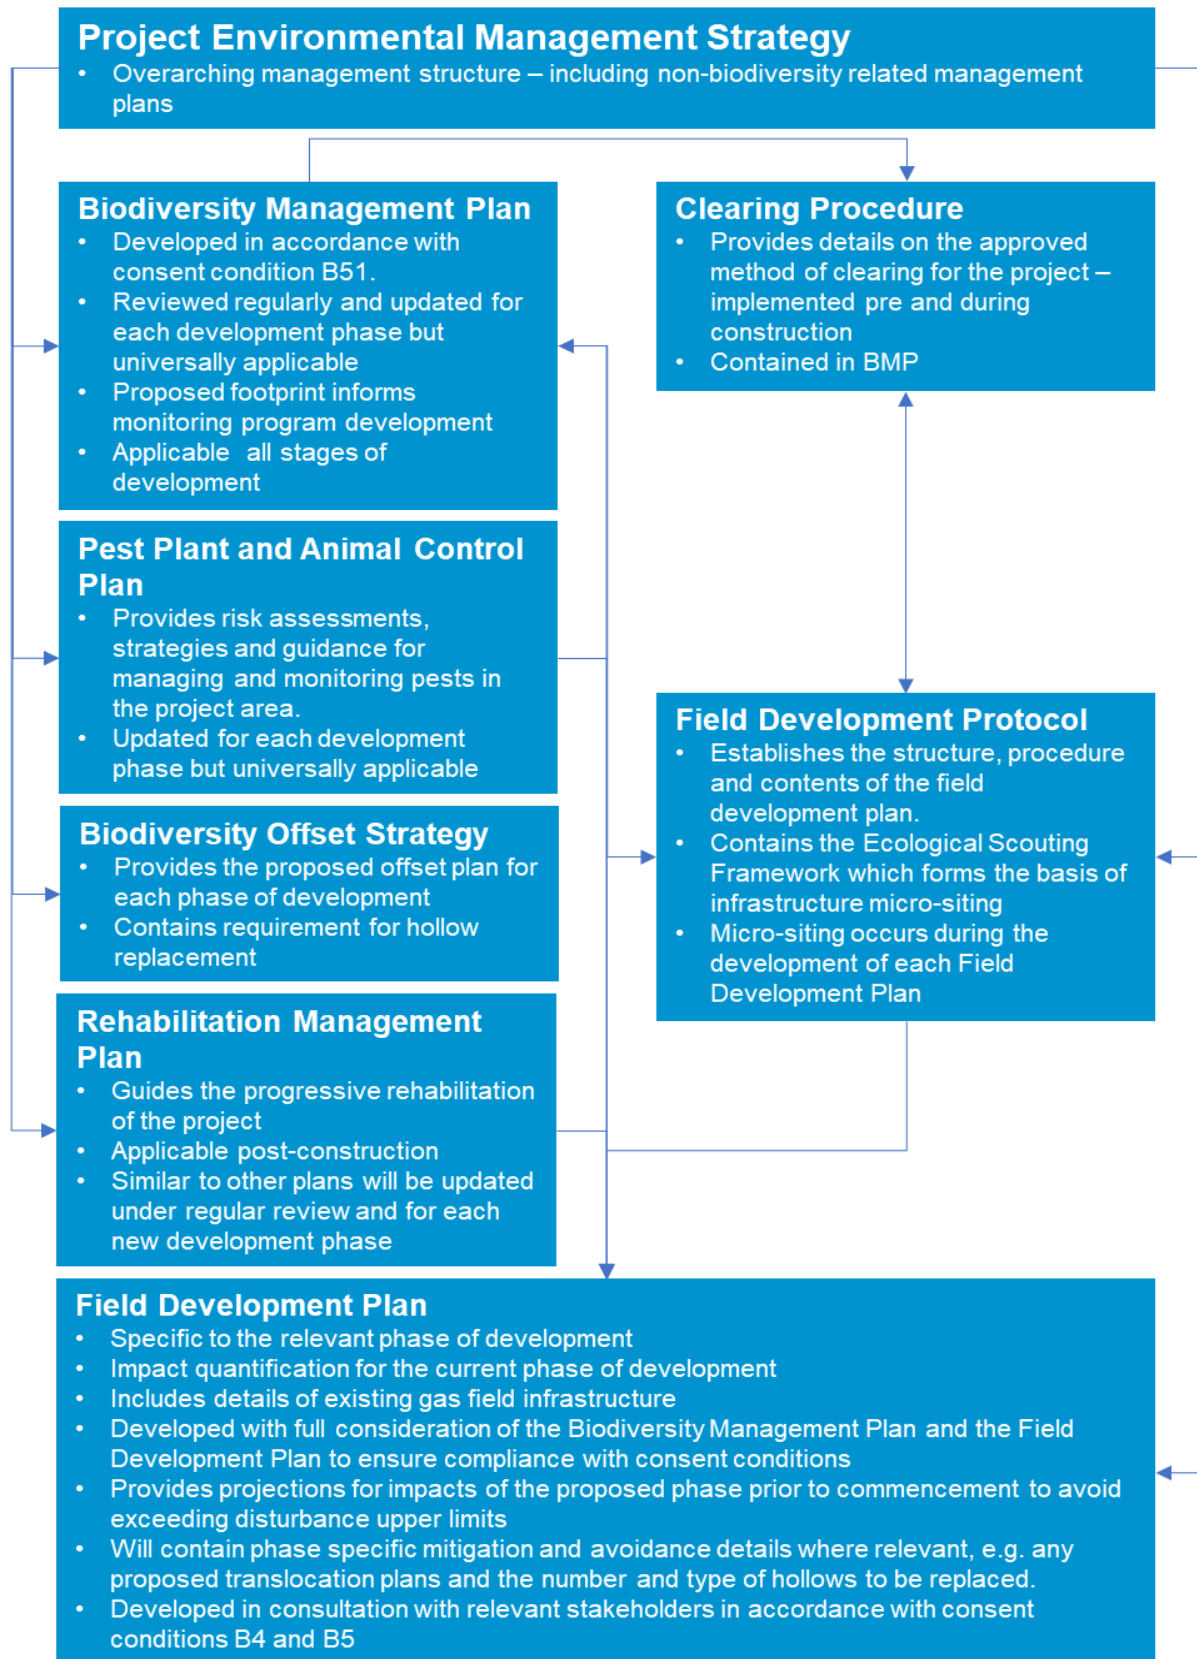 Project Environmental Management Strategy
• Overarching management structure – including non-biodiversity related management
plans
Biodiversity Management Plan
• Developed in accordance with
consent condition B51.
• Reviewed regularly and updated for
each development phase but
universally applicable
• Proposed footprint informs
monitoring program development
• Applicable all stages of
development
Clearing Procedure
• Provides details on the approved
method of clearing for the project –
implemented pre and during
construction
• Contained in BMP
Pest Plant and Animal Control
Plan
• Provides risk assessments,
strategies and guidance for
managing and monitoring pests in
the project area.
• Updated for each development
phase but universally applicable
Field Development Protocol
• Establishes the structure, procedure
and contents of the field
development plan.
• Contains the Ecological Scouting
Framework which forms the basis of
infrastructure micro-siting
• Micro-siting occurs during the
development of each Field
Development Plan
Biodiversity Offset Strategy
• Provides the proposed offset plan for
each phase of development
• Contains requirement for hollow
replacement
Rehabilitation Management
Plan
• Guides the progressive rehabilitation
of the project
• Applicable post-construction
• Similar to other plans will be updated
under regular review and for each
new development phase
Field Development Plan
• Specific to the relevant phase of development
• Impact quantification for the current phase of development
• Includes details of existing gas field infrastructure
• Developed with full consideration of the Biodiversity Management Plan and the Field
Development Plan to ensure compliance with consent conditions
• Provides projections for impacts of the proposed phase prior to commencement to avoid
exceeding disturbance upper limits
• Will contain phase specific mitigation and avoidance details where relevant, e.g. any
proposed translocation plans and the number and type of hollows to be replaced.
• Developed in consultation with relevant stakeholders in accordance with consent
conditions B4 and B5